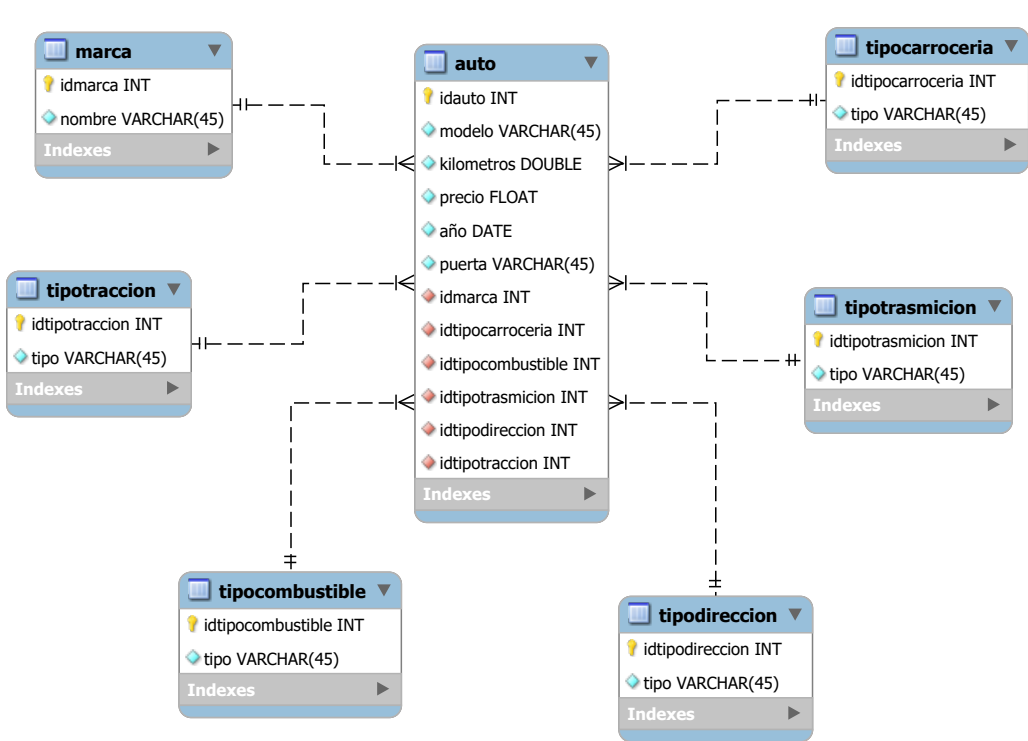 marca
idmarca INT
nombre VARCHAR(45)
Indexes
auto
idauto INT
modelo VARCHAR(45)
kilometros DOUBLE
precio FLOAT
año DATE
puerta VARCHAR(45)
idmarca INT
idtipocarroceria INT
idtipocombustible INT
idtipotrasmicion INT
idtipodireccion INT
idtipotraccion INT
Indexes
tipocarroceria
idtipocarroceria INT
tipo VARCHAR(45)
Indexes
tipotraccion
idtipotraccion INT
tipo VARCHAR(45)
Indexes
tipotrasmicion
idtipotrasmicion INT
tipo VARCHAR(45)
Indexes
tipocombustible
idtipocombustible INT
tipo VARCHAR(45)
Indexes
tipodireccion
idtipodireccion INT
tipo VARCHAR(45)
Indexes